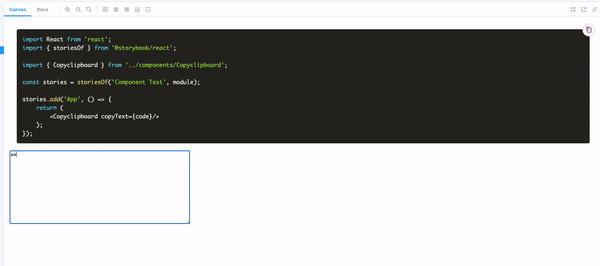 Canvas Docs
import React from 'react';
import { storiesOf } from '@storybook/react';
import { Copyclipboard } from '../components/Copyclipboard';
const stories = storiesOf('Component Test', module);
stories.add('App', () => {
return (
<Copyclipboard copyText={code}/>
);
});
aa